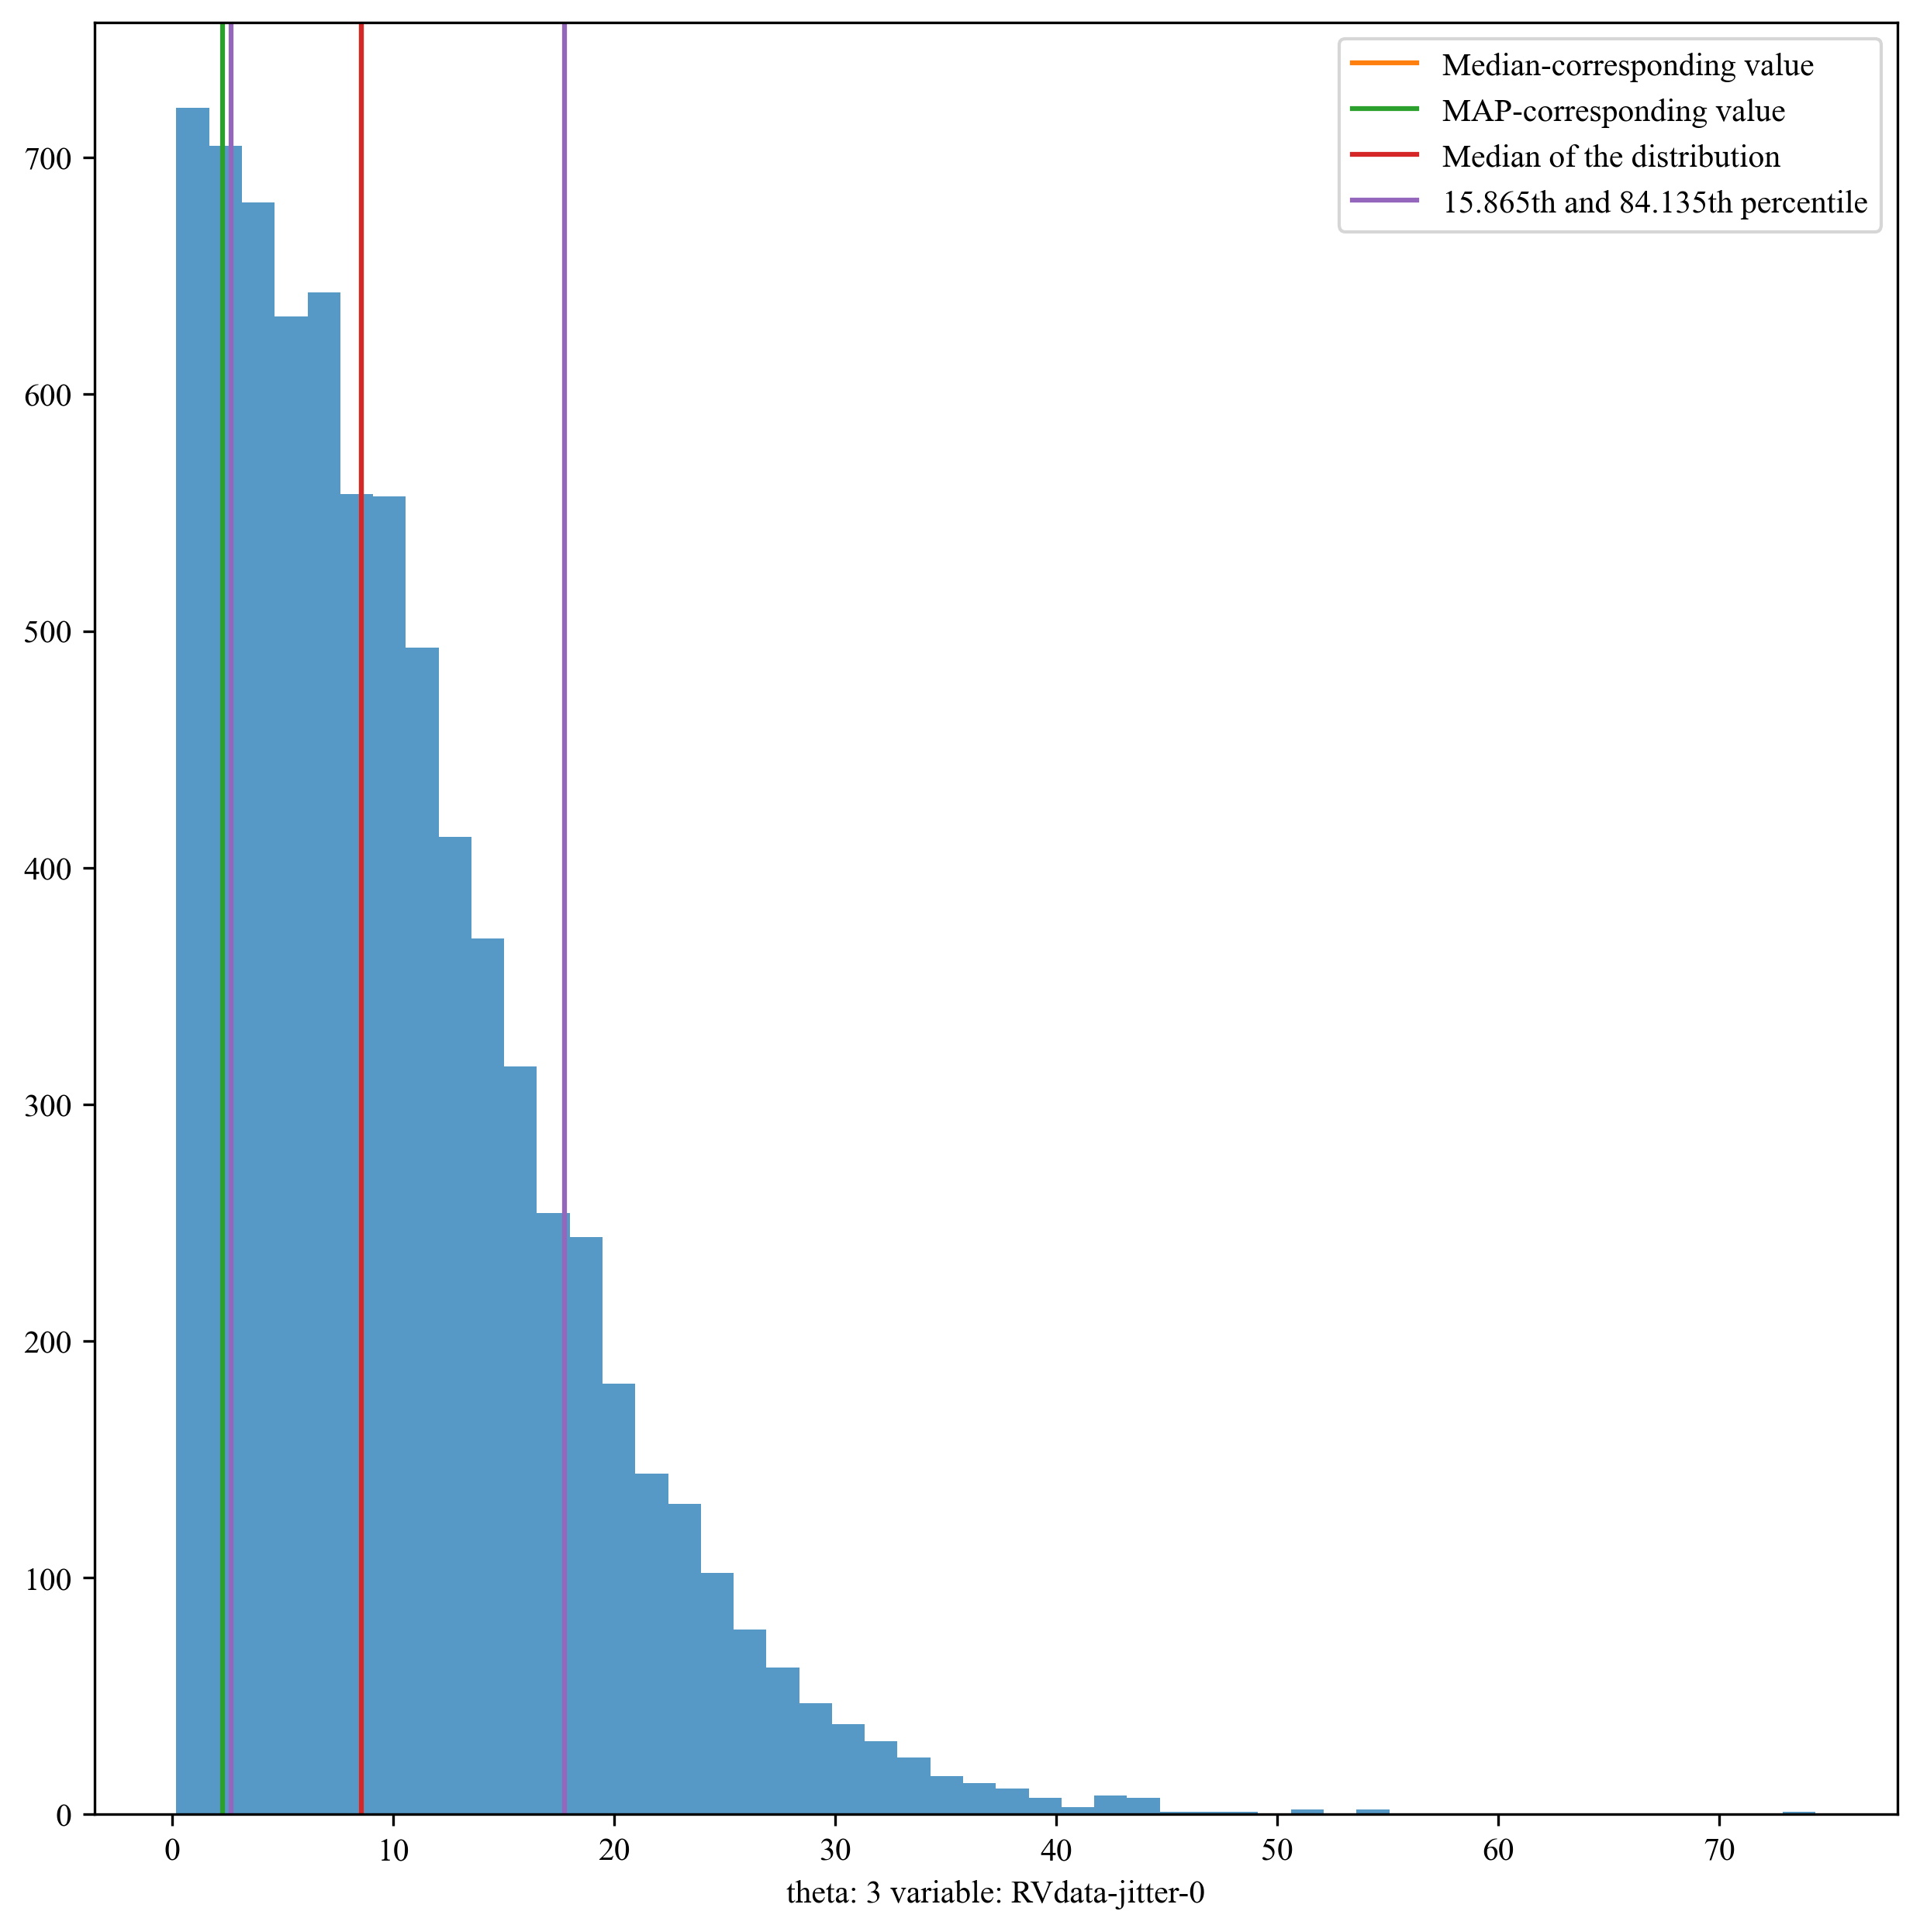 Median-corresponding value
MAP-corresponding value
Median of the distribution
15.865th and 84.135th percentile
700
600
500
400
300
200
100
0
0 10 20 30 40 50 60 70
theta: 3 variable: RVdata-jitter-0